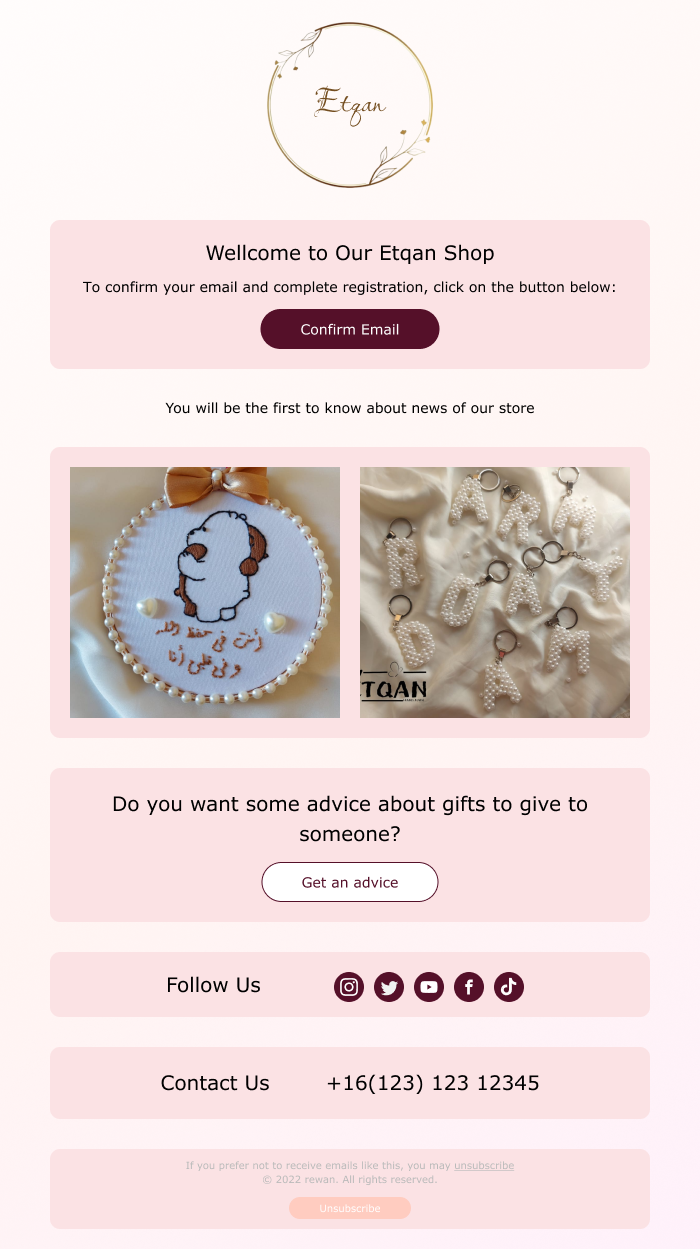 Etqan
Wellcome to Our Etqan Shop
To confirm your email and complete registration, click on the button below:
Confirm Email
You will be the first to know about news of our store
أنت في حفظ الله
وفي قلبي أنا
A R M
R O A Y
D A M
ETQAN
Do you want some advice about gifts to give to
someone?
Get an advice
Follow Us
Contact Us +16(123) 123 12345
If you prefer not to receive emails like this, you may unsubscribe
© 2022 rewan. All rights reserved.
Unsubscribe